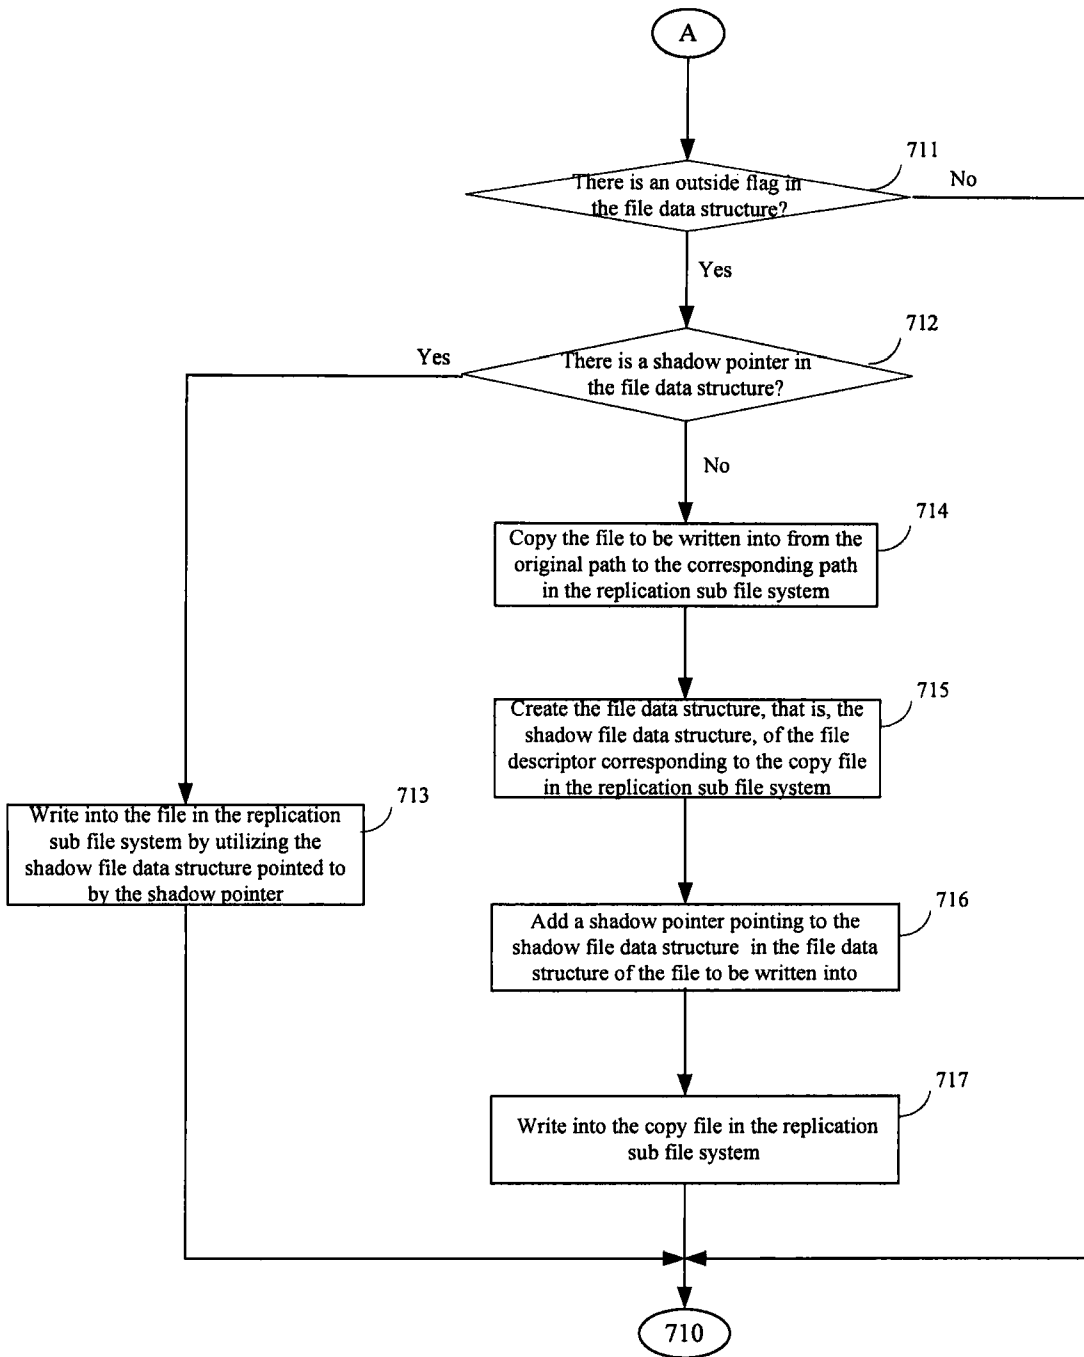 A
711
There is an outside flag in
the file data structure?
No
Yes
712
Yes
There is a shadow pointer in
the file data structure?
No
714
Copy the file to be written into from the
original path to the corresponding path
in the replication sub file system
715
Create the file data structure, that is, the
shadow file data structure, of the file
descriptor corresponding to the copy file
in the replication sub file system
713
Write into the file in the replication
sub file system by utilizing the
shadow file data structure pointed to
by the shadow pointer
716
Add a shadow pointer pointing to the
shadow file data structure in the file data
structure of the file to be written into
717
Write into the copy file in the replication
sub file system
710